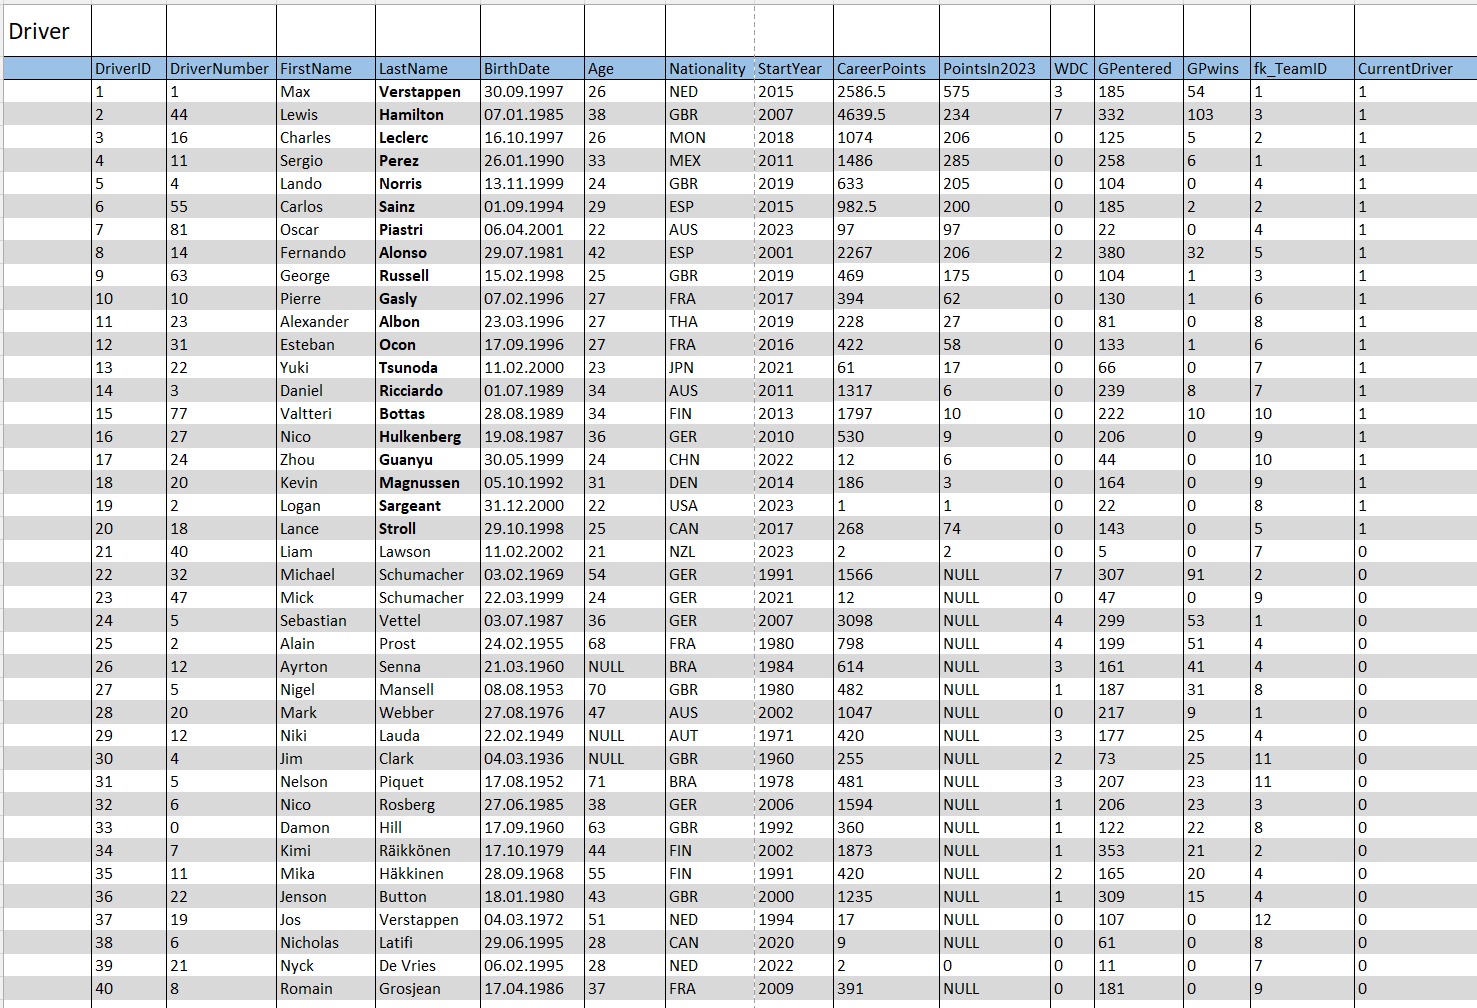 Driver
DriverID DriverNumber FirstName LastName BirthDate Age Nationality StartYear CareerPoints PointsIn2023 WDC GPentered GPwins fk_TeamID CurrentDriver
1 1 Max Verstappen 30.09.1997 26 NED 2015 2586.5 575 3 185 54 1 1
2 44 Lewis Hamilton 07.01.1985 38 GBR 2007 4639.5 234 7 332 103 3 1
3 16 Charles Leclerc 16.10.1997 26 MON 2018 1074 206 0 125 5 2 1
4 11 Sergio Perez 26.01.1990 33 MEX 2011 1486 285 0 258 6 1 1
5 4 Lando Norris 13.11.1999 24 GBR 2019 633 205 0 104 0 4 1
6 55 Carlos Sainz 01.09.1994 29 ESP 2015 982.5 200 0 185 2 2 1
7 81 Oscar Piastri 06.04.2001 22 AUS 2023 97 97 0 22 0 4 1
8 14 Fernando Alonso 29.07.1981 42 ESP 2001 2267 206 2 380 32 5 1
9 63 George Russell 15.02.1998 25 GBR 2019 469 175 0 104 1 3 1
10 10 Pierre Gasly 07.02.1996 27 FRA 2017 394 62 0 130 1 6 1
11 23 Alexander Albon 23.03.1996 27 THA 2019 228 27 0 81 0 8 1
12 31 Esteban Ocon 17.09.1996 27 FRA 2016 422 58 0 133 1 6 1
13 22 Yuki Tsunoda 11.02.2000 23 JPN 2021 61 17 0 66 0 7 1
14 3 Daniel Ricciardo 01.07.1989 34 AUS 2011 1317 6 0 239 8 7 1
15 77 Valtteri Bottas 28.08.1989 34 FIN 2013 1797 10 0 222 10 10 1
16 27 Nico Hulkenberg 19.08.1987 36 GER 2010 530 9 0 206 0 9 1
17 24 Zhou Guanyu 30.05.1999 24 CHN 2022 12 6 0 44 0 10 1
18 20 Kevin Magnussen 05.10.1992 31 DEN 2014 186 3 0 164 0 9 1
19 2 Logan Sargeant 31.12.2000 22 USA 2023 1 1 0 22 0 8 1
20 18 Lance Stroll 29.10.1998 25 CAN 2017 268 74 0 143 0 5 1
21 40 Liam Lawson 11.02.2002 21 NZL 2023 2 2 0 5 0 7 0
22 32 Michael Schumacher 03.02.1969 54 GER 1991 1566 NULL 7 307 91 2 0
23 47 Mick Schumacher 22.03.1999 24 GER 2021 12 NULL 0 47 0 9 0
24 5 Sebastian Vettel 03.07.1987 36 GER 2007 3098 NULL 4 299 53 1 0
25 2 Alain Prost 24.02.1955 68 FRA 1980 798 NULL 4 199 51 4 0
26 12 Ayrton Senna 21.03.1960 NULL BRA 1984 614 NULL 3 161 41 4 0
27 5 Nigel Mansell 08.08.1953 70 GBR 1980 482 NULL 1 187 31 8 0
28 20 Mark Webber 27.08.1976 47 AUS 2002 1047 NULL 0 217 9 1 0
29 12 Niki Lauda 22.02.1949 NULL AUT 1971 420 NULL 3 177 25 4 0
30 4 Jim Clark 04.03.1936 NULL GBR 1960 255 NULL 2 73 25 11 0
31 5 Nelson Piquet 17.08.1952 71 BRA 1978 481 NULL 3 207 23 11 0
32 6 Nico Rosberg 27.06.1985 38 GER 2006 1594 NULL 1 206 23 3 0
33 0 Damon Hill 17.09.1960 63 GBR 1992 360 NULL 1 122 22 8 0
34 7 Kimi Räikkönen 17.10.1979 44 FIN 2002 1873 NULL 1 353 21 2 0
35 11 Mika Häkkinen 28.09.1968 55 FIN 1991 420 NULL 2 165 20 4 0
36 22 Jenson Button 18.01.1980 43 GBR 2000 1235 NULL 1 309 15 4 0
37 19 Jos Verstappen 04.03.1972 51 NED 1994 17 NULL 0 107 0 12 0
38 6 Nicholas Latifi 29.06.1995 28 CAN 2020 9 NULL 0 61 0 8 0
39 21 Nyck De Vries 06.02.1995 28 NED 2022 2 0 0 11 0 7 0
40 8 Romain Grosjean 17.04.1986 37 FRA 2009 391 NULL 0 181 0 9 0